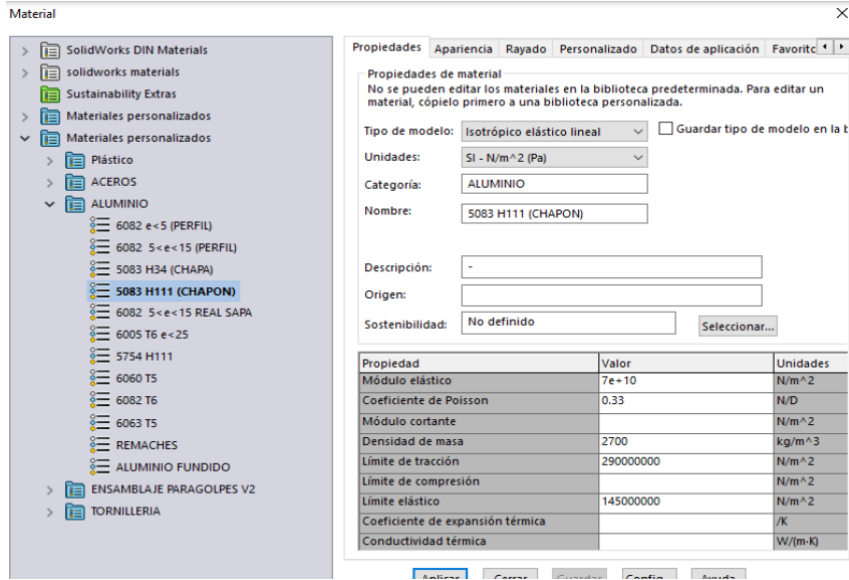 Material
SolidWorks DIN Materials
solidworks materials
Sustainability Extras
Materiales personalizados
Materiales personalizados
Plástico
ACEROS
ALUMINIO
6082 e<5 (PERFIL)
6082 5<e<15 (PERFIL)
5083 H34 (CHAPA)
5083 H111 (CHAPON)
6082 5<e<15 REAL SAPA
6005 T6 e<25
5754 H111
6060 T5
6082 T6
6063 T5
REMACHES
ALUMINIO FUNDIDO
ENSAMBLAJE PARAGOLPES V2
TORNILLERIA
Propiedades Apariencia Rayado Personalizado Datos de aplicación Favoritc
Propiedades de material
No se pueden editar los materiales en la biblioteca predeterminada. Para editar un
material, cópielo primero a una biblioteca personalizada.
Tipo de modelo: Isotrópico elástico lineal Guardar tipo de modelo en la b
Unidades: SI - N/m^2 (Pa)
Categoría: ALUMINIO
Nombre: 5083 H111 (CHAPON)
Descripción: -
Origen:
Sostenibilidad: No definido Seleccionar...
Propiedad Valor Unidades
Módulo elástico 7e+10 N/m^2
Coeficiente de Poisson 0.33 N/D
Módulo cortante N/m^2
Densidad de masa 2700 kg/m^3
Límite de tracción 290000000 N/m^2
Límite de compresión N/m^2
Límite elástico 145000000 N/m^2
Coeficiente de expansión térmica /K
Conductividad térmica W/(m·K)
Aplicar Cerrar Guardar Config... Ayuda